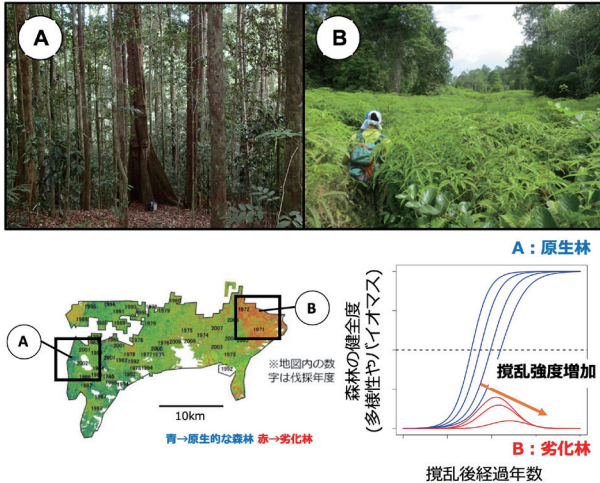 A
B
A
B
1972
1971
1992
※地図内の数
字は伐採年度
10km
青→原生的な森林 赤→劣化林
A：原生林
森林の健全度
(多様性やバイオマス)
撹乱強度増加
B：劣化林
撹乱後経過年数